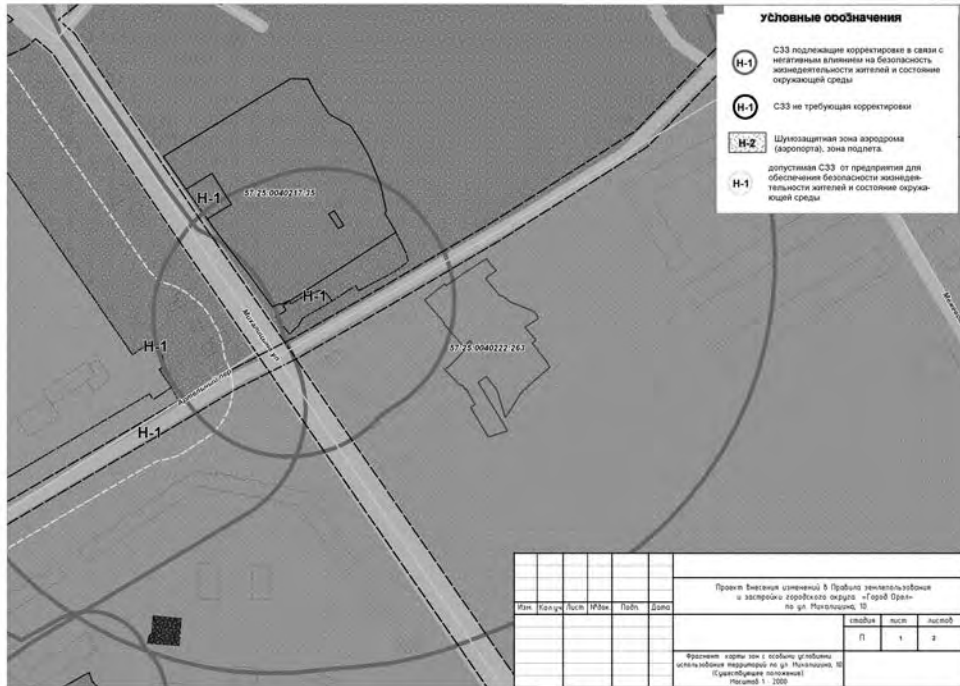 Условные обозначения
Н-1
СЗЗ подлежащие корректировке в связи с
негативным влиянием на безопасность
жизнедеятельности жителей и состояние
окружающей среды
Н-1
СЗЗ не требующая корректировки
Н-2
Шумозащитная зона аэродрома
(аэропорта), зона подлета.
Н-1
допустимая СЗЗ от предприятия для
обеспечения безопасности жизнедея-
тельности жителей и состояние окружа-
ющей среды
Н-1
57:25:0040217:35
Н-1
Михалицына ул
57:25:0040222:263
Н-1
Артельный пер
Н-1
Проект внесения изменений в Правила землепользования
и застройки городского округа «Город Орел»
по ул. Михалицына, 10
Изм. Кол.уч Лист №док Подп. Дата
стадия лист листов
П 1 2
Фрагмент карты зон с особыми условиями
использования территорий по ул. Михалицына, 10
(Существующее положение)
Масштаб 1 : 2000